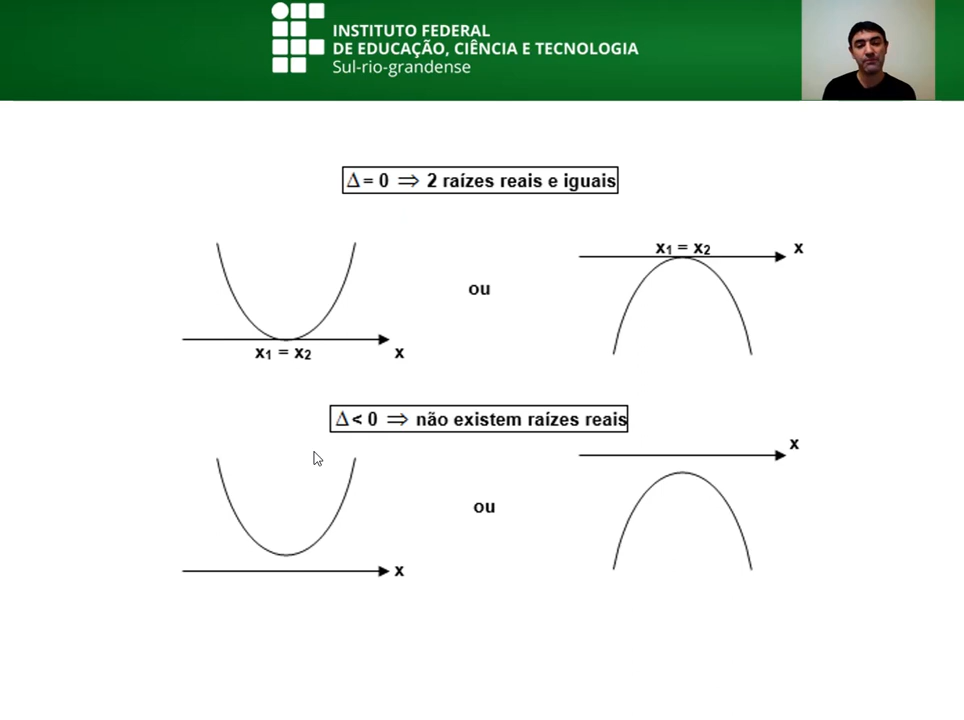 INSTITUTO FEDERAL
DE EDUCAÇÃO, CIÊNCIA E TECNOLOGIA
Sul-rio-grandense
Δ = 0 ⇒ 2 raízes reais e iguais
x₁ = x₂
x
ou
x₁ = x₂
x
Δ < 0 ⇒ não existem raízes reais
x
ou
x